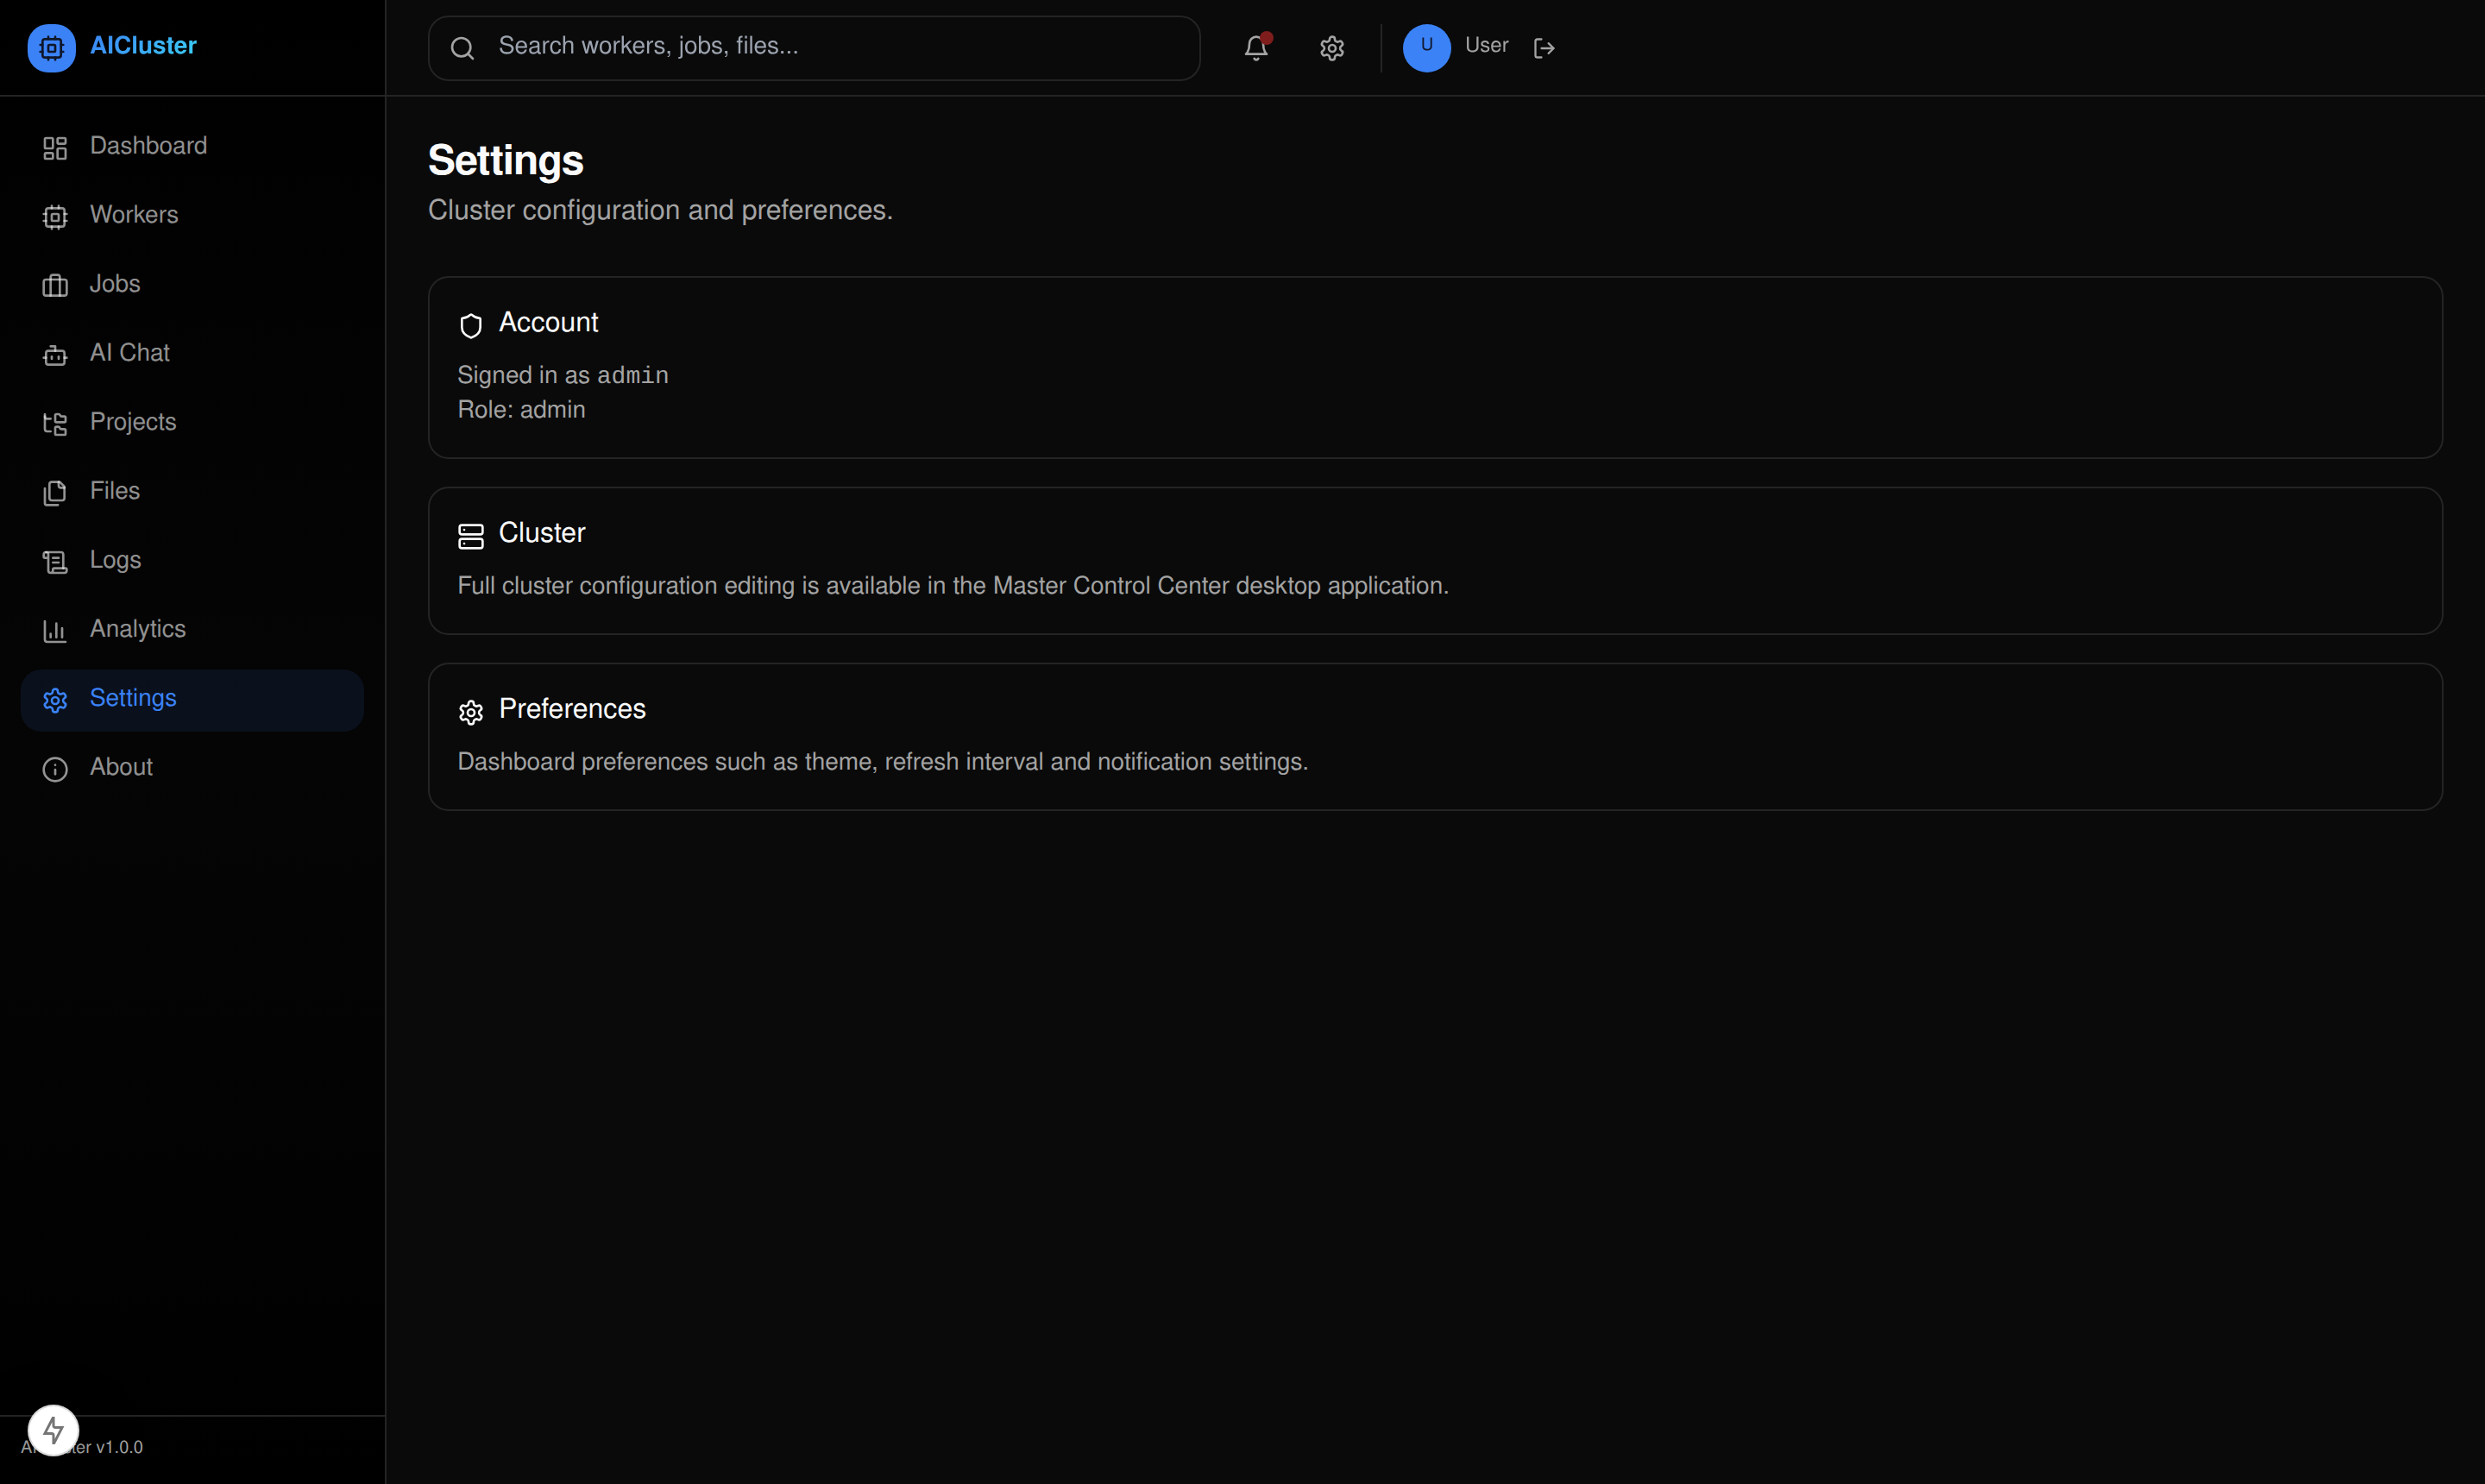 AICluster
Search workers, jobs, files...
U
User
Dashboard
Workers
Jobs
AI Chat
Projects
Files
Logs
Analytics
Settings
About
Settings
Cluster configuration and preferences.
Account
Signed in as admin
Role: admin
Cluster
Full cluster configuration editing is available in the Master Control Center desktop application.
Preferences
Dashboard preferences such as theme, refresh interval and notification settings.
v1.0.0